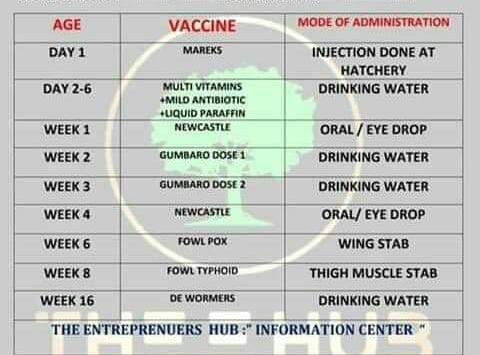 AGE VACCINE MODE OF ADMINISTRATION
DAY 1 MAREKS INJECTION DONE AT
HATCHERY
DAY 2-6 MULTI VITAMINS DRINKING WATER
+MILD ANTIBIOTIC
+LIQUID PARAFFIN
WEEK 1 NEWCASTLE ORAL / EYE DROP
WEEK 2 GUMBARO DOSE 1 DRINKING WATER
WEEK 3 GUMBARO DOSE 2 DRINKING WATER
WEEK 4 NEWCASTLE ORAL/ EYE DROP
WEEK 6 FOWL POX WING STAB
WEEK 8 FOWL TYPHOID THIGH MUSCLE STAB
WEEK 16 DE WORMERS DRINKING WATER
THE ENTREPRENUERS HUB :" INFORMATION CENTER "